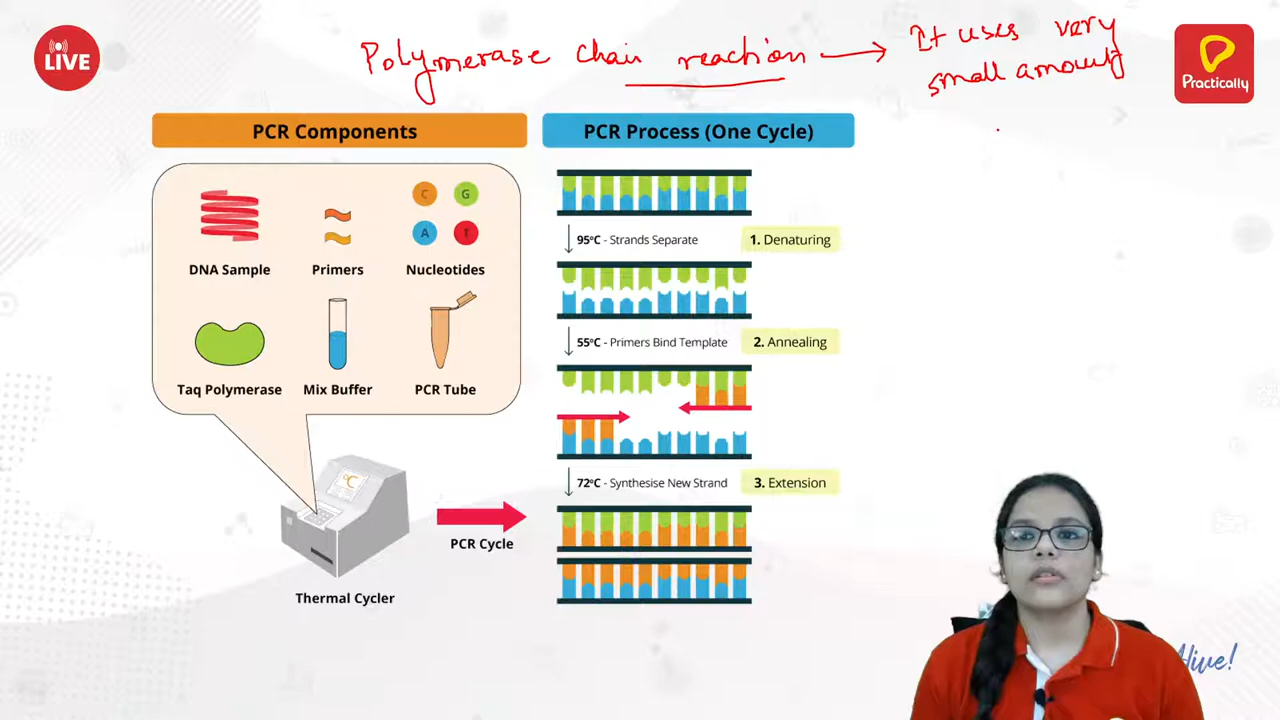 LIVE
Polymerase chain reaction → It uses very
small amount
Practically
PCR Components
PCR Process (One Cycle)
C G
A T
DNA Sample
Primers
Nucleotides
Taq Polymerase
Mix Buffer
PCR Tube
°C
Thermal Cycler
PCR Cycle
95°C - Strands Separate
1. Denaturing
55°C - Primers Bind Template
2. Annealing
72°C - Synthesise New Strand
3. Extension
live!